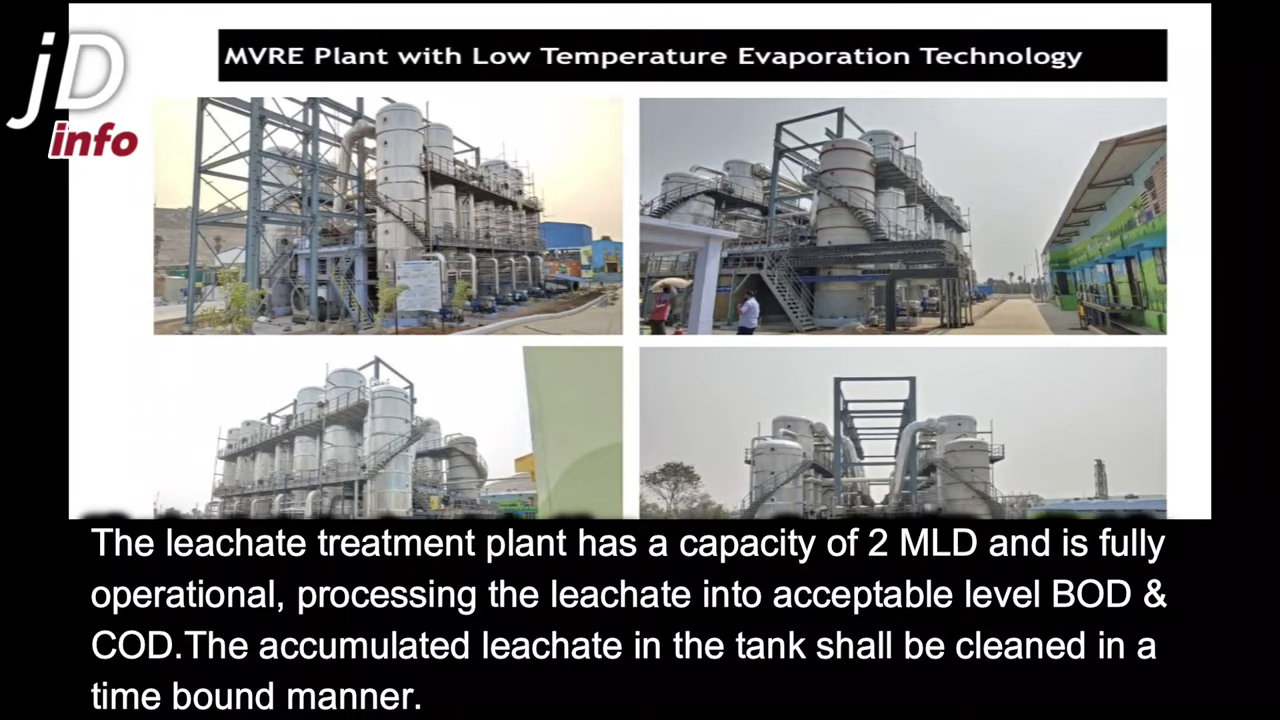 jD
info
MVRE Plant with Low Temperature Evaporation Technology
The leachate treatment plant has a capacity of 2 MLD and is fully
operational, processing the leachate into acceptable level BOD &
COD.The accumulated leachate in the tank shall be cleaned in a
time bound manner.